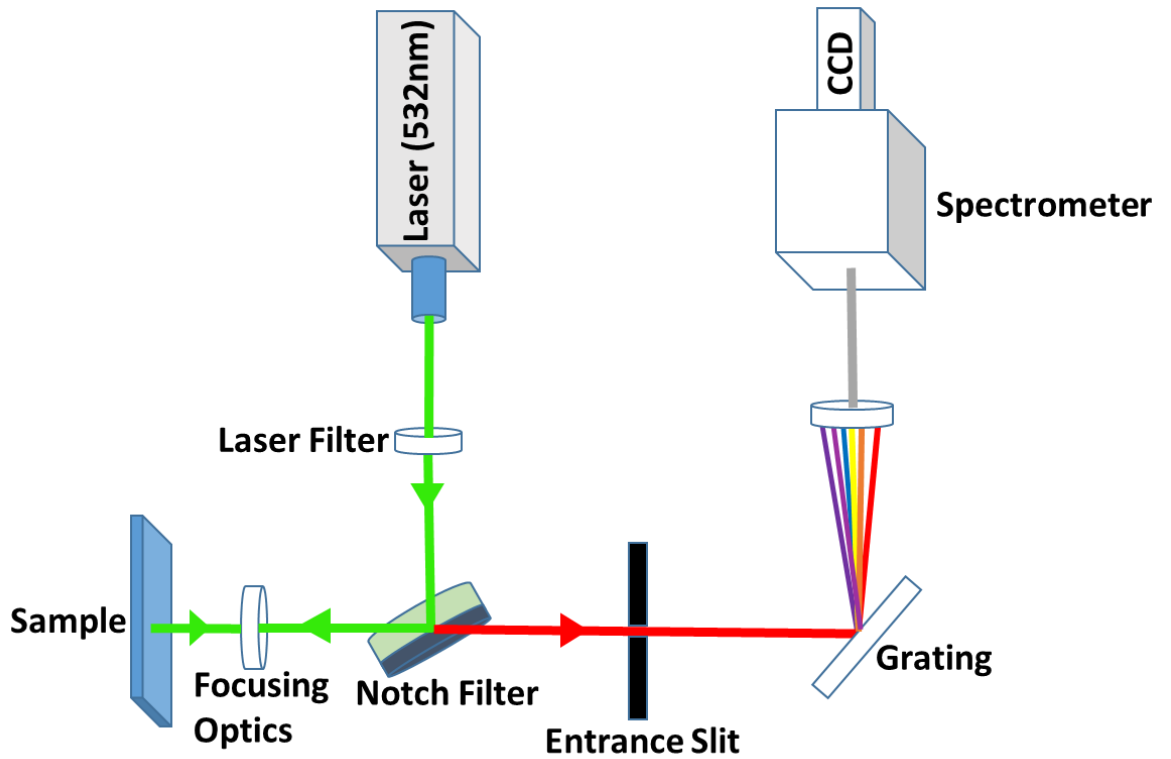 Laser (532nm)
CCD
Spectrometer
Laser Filter
Sample
Focusing
Optics
Notch Filter
Entrance Slit
Grating